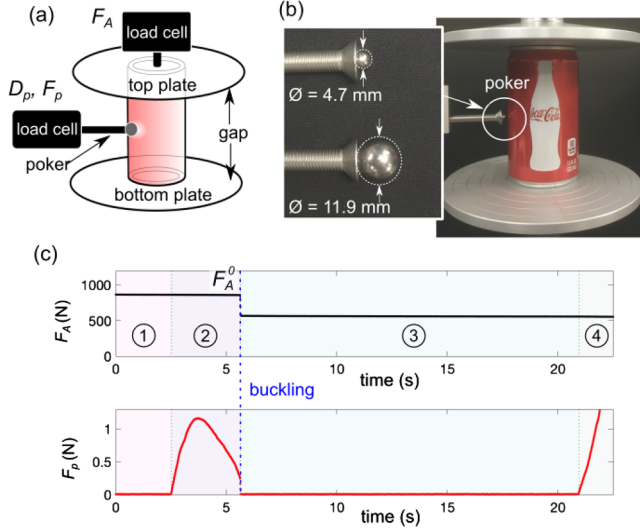 (a)
load cell
F_A
top plate
D_p, F_p
load cell
gap
poker
bottom plate
(b)
Ø = 4.7 mm
Ø = 11.9 mm
poker
Coca-Cola
(c)
F_A (N)
1000
500
0
F_A^0
1
2
3
4
0
5
10
15
20
time (s)
buckling
F_p (N)
1
0.5
0
0
5
10
15
20
time (s)